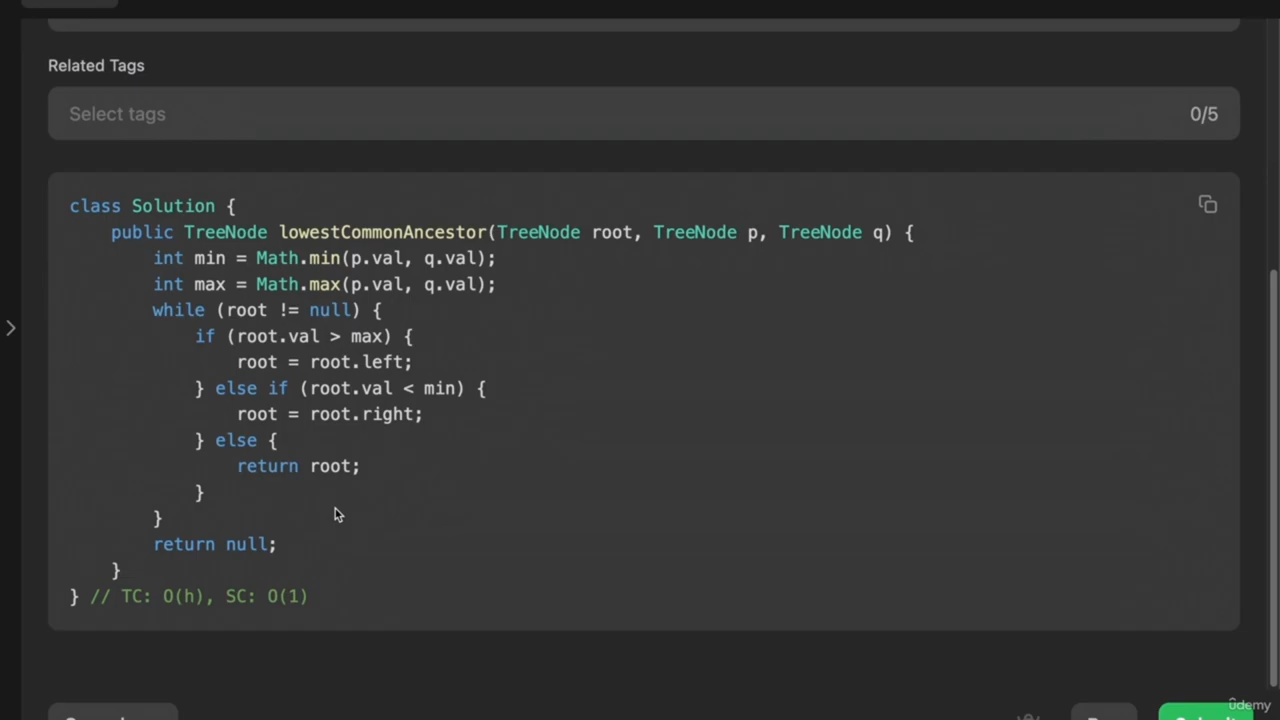 Related Tags
Select tags 0/5
class Solution {
    public TreeNode lowestCommonAncestor(TreeNode root, TreeNode p, TreeNode q) {
        int min = Math.min(p.val, q.val);
        int max = Math.max(p.val, q.val);
        while (root != null) {
            if (root.val > max) {
                root = root.left;
            } else if (root.val < min) {
                root = root.right;
            } else {
                return root;
            }
        }
        return null;
    }
} // TC: O(h), SC: O(1)
ûdemy